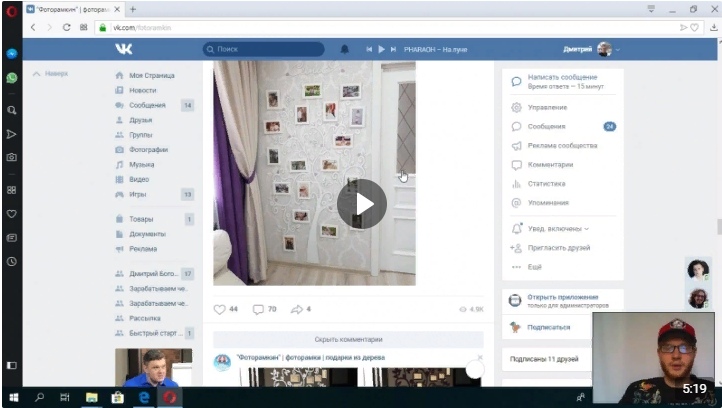 "Фоторамкин" | фоторам
vk.com/fotoramkin
Поиск
PHARAOH – На луне
Дмитрий
Наверх
Моя Страница
Новости
Сообщения 14
Друзья
Группы
Фотографии
Музыка
Видео
Игры 13
Товары 1
Документы
Реклама
Дмитрий Бого... 17
Зарабатываем че..
Зарабатываем че..
Рассылка
Быстрый старт ... 1
44 70 4 4.9K
Скрыть комментарии
"Фоторамкин" | фоторамки | подарки из дерева
Написать сообщение
Время ответа — 15 минут
Управление
Сообщения 24
Реклама сообщества
Комментарии
Статистика
Упоминания
Увед. включены
Пригласить друзей
Ещё
Открыть приложения
только для администраторов
Подписаться
Подписаны 11 друзей
5:19